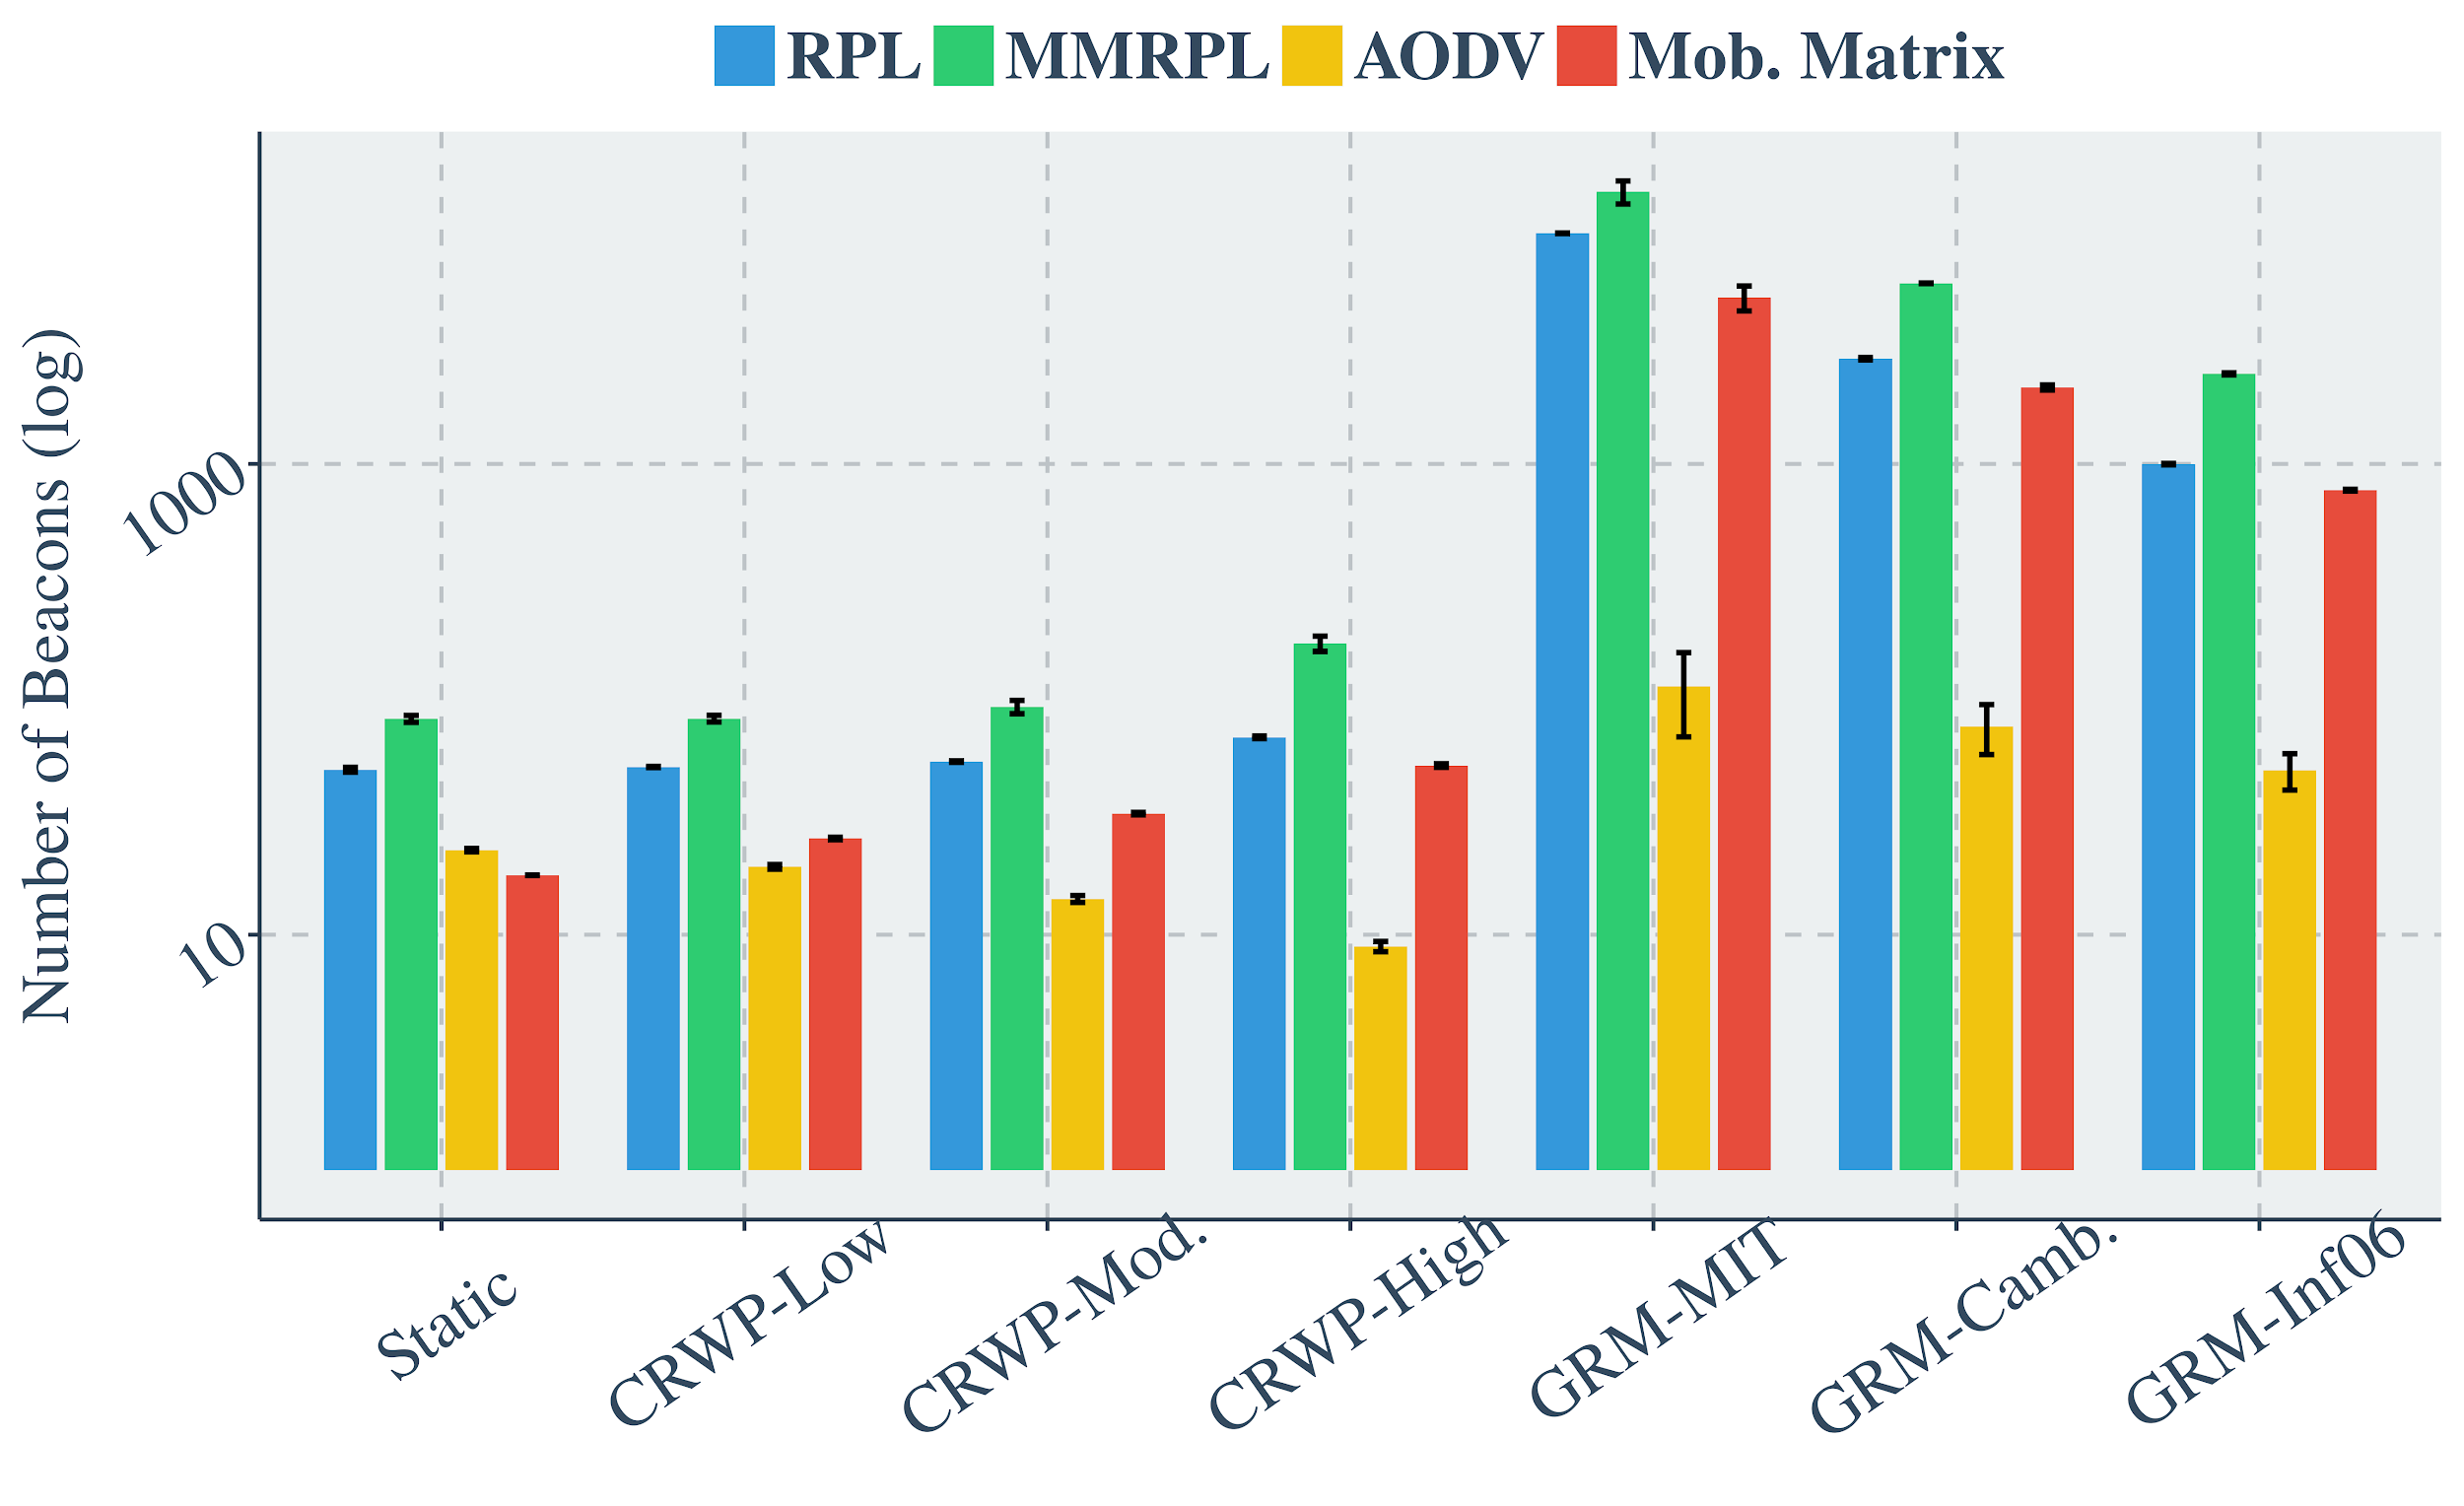 RPL MMRPL AODV Mob. Matrix
Number of Beacons (log)
1000
10
Static CRWP-Low CRWP-Mod. CRWP-High GRM-MIT GRM-Camb. GRM-Inf06